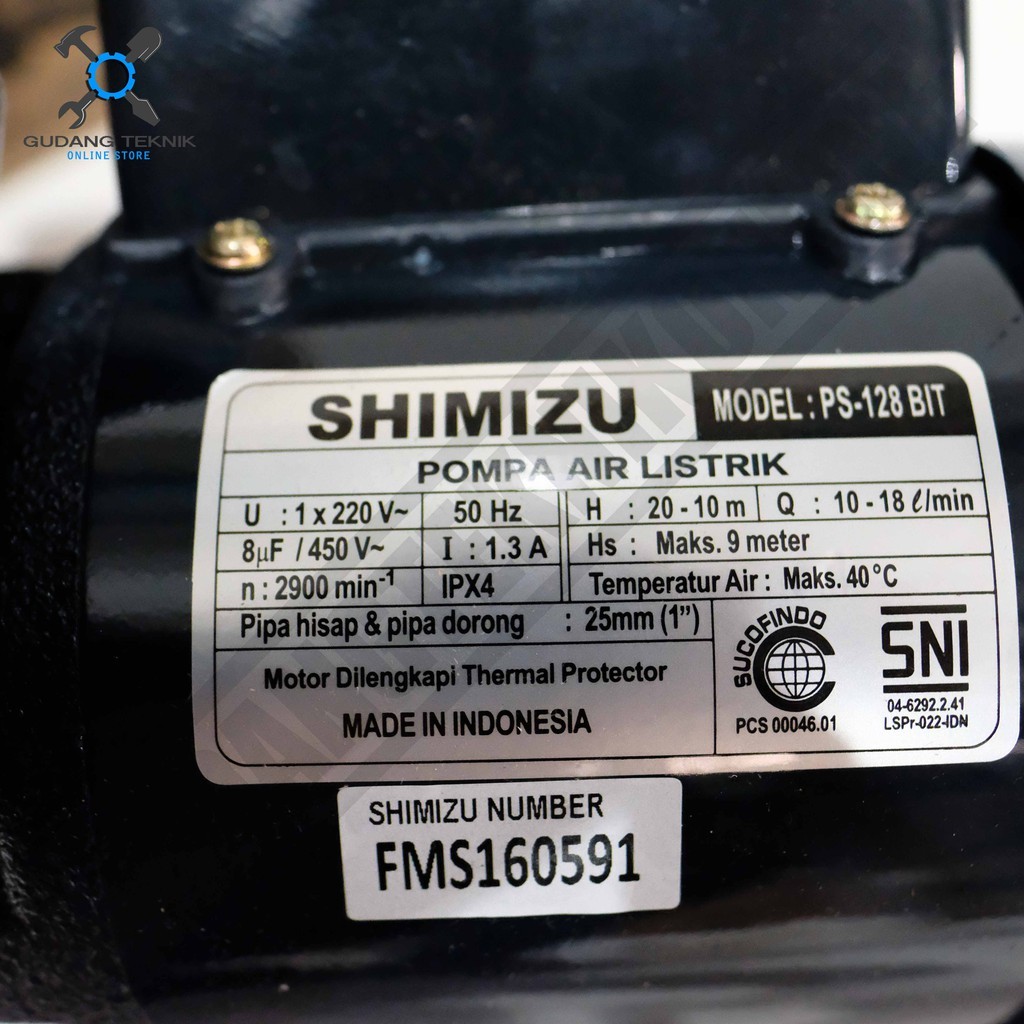 GUDANG TEKNIK
ONLINE STORE
SHIMIZU
MODEL : PS-128 BIT
POMPA AIR LISTRIK
U : 1 x 220 V~ 50 Hz H : 20 - 10 m Q : 10 - 18 ℓ/min
8µF / 450 V~ I : 1.3 A Hs : Maks. 9 meter
n : 2900 min⁻¹ IPX4 Temperatur Air : Maks. 40°C
Pipa hisap & pipa dorong : 25mm (1")
Motor Dilengkapi Thermal Protector
MADE IN INDONESIA
SUCOFINDO
PCS 00046.01
SNI
04-6292.2.41
LSPr-022-IDN
SHIMIZU NUMBER
FMS160591